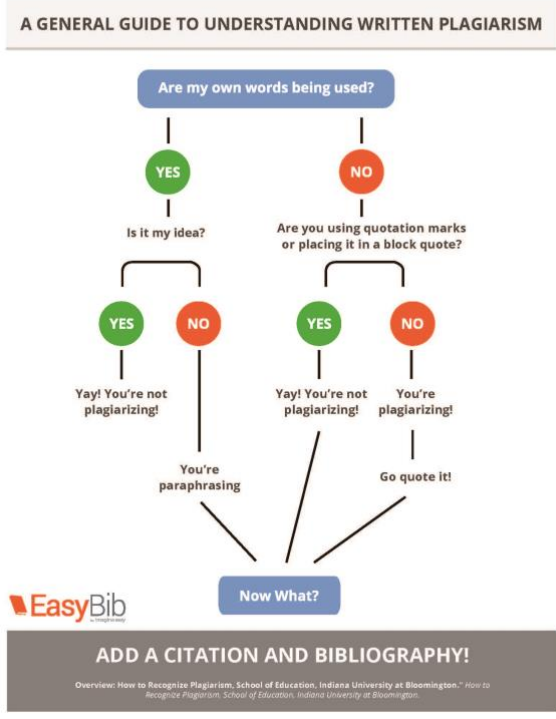 A GENERAL GUIDE TO UNDERSTANDING WRITTEN PLAGIARISM
Are my own words being used?
YES
NO
Is it my idea?
Are you using quotation marks
or placing it in a block quote?
YES
NO
YES
NO
Yay! You're not
plagiarizing!
Yay! You're not
plagiarizing!
You're
plagiarizing!
You're
paraphrasing
Go quote it!
Now What?
EasyBib
ADD A CITATION AND BIBLIOGRAPHY!
Overview: How to Recognize Plagiarism, School of Education, Indiana University at Bloomington." How to
Recognize Plagiarism, School of Education, Indiana University at Bloomington.